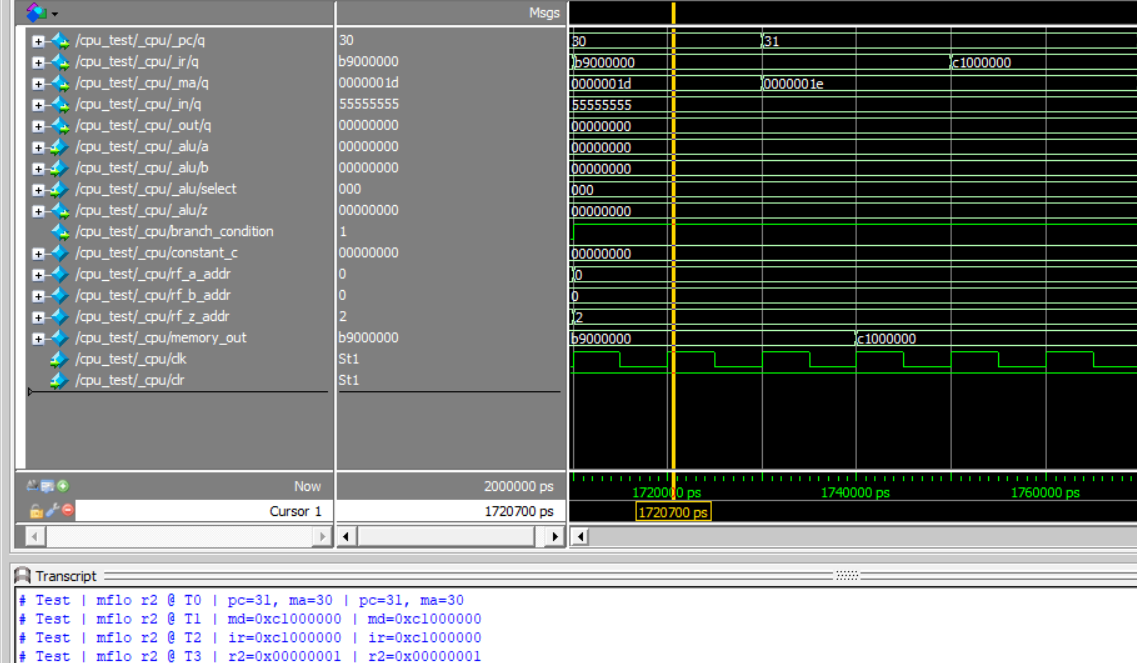 Msgs
/cpu_test/_cpu/_pc/q 30 30 31
/cpu_test/_cpu/_ir/q b9000000 b9000000 c1000000
/cpu_test/_cpu/_ma/q 0000001d 0000001d 0000001e
/cpu_test/_cpu/_in/q 55555555 55555555
/cpu_test/_cpu/_out/q 00000000 00000000
/cpu_test/_cpu/_alu/a 00000000 00000000
/cpu_test/_cpu/_alu/b 00000000 00000000
/cpu_test/_cpu/_alu/select 000 000
/cpu_test/_cpu/_alu/z 00000000 00000000
/cpu_test/_cpu/branch_condition 1
/cpu_test/_cpu/constant_c 00000000 00000000
/cpu_test/_cpu/rf_a_addr 0 0
/cpu_test/_cpu/rf_b_addr 0 0
/cpu_test/_cpu/rf_z_addr 2 2
/cpu_test/_cpu/memory_out b9000000 b9000000 c1000000
/cpu_test/_cpu/clk St1
/cpu_test/_cpu/clr St1
Now 2000000 ps 1720000 ps 1740000 ps 1760000 ps
Cursor 1 1720700 ps 1720700 ps
Transcript
# Test | mflo r2 @ T0 | pc=31, ma=30 | pc=31, ma=30
# Test | mflo r2 @ T1 | md=0xc1000000 | md=0xc1000000
# Test | mflo r2 @ T2 | ir=0xc1000000 | ir=0xc1000000
# Test | mflo r2 @ T3 | r2=0x00000001 | r2=0x00000001